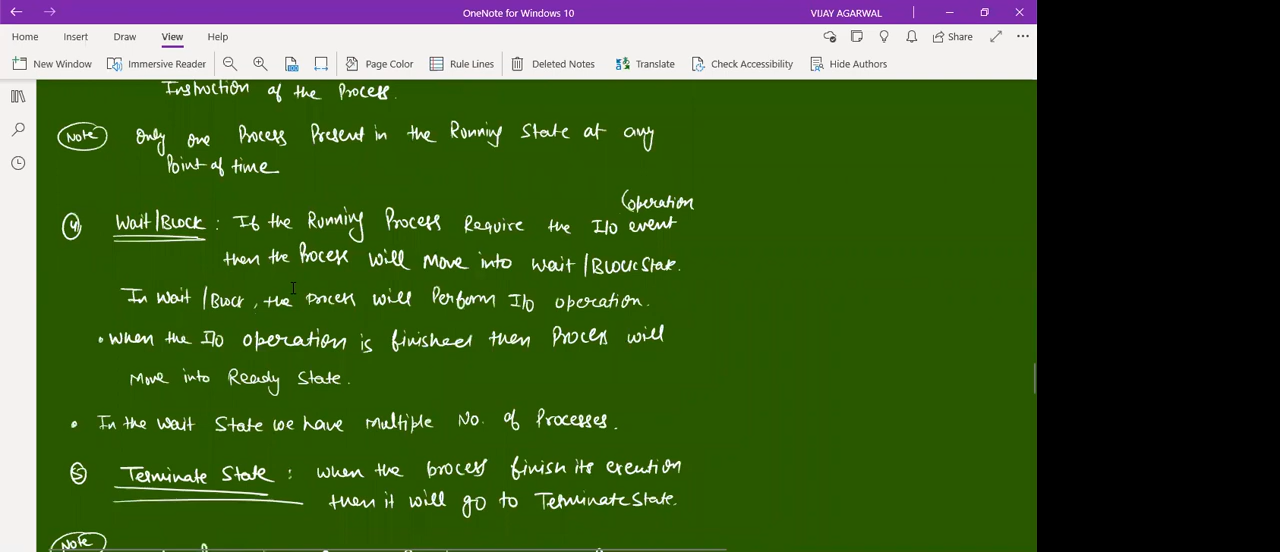 OneNote for Windows 10
VIJAY AGARWAL
Home Insert Draw View Help
Share
New Window Immersive Reader Page Color Rule Lines Deleted Notes Translate Check Accessibility Hide Authors
Instruction of the Process.
Note Only one Process Present in the Running State at any
Point of time
(operation
4 Wait/Block : If the Running Process Require the I/O event
then the Process will Move into wait/Block State.
In Wait/Block, the process will Perform I/O operation.
• When the I/O operation is finished then Process will
Move into Ready State.
• In the wait State we have Multiple No. of Processes.
5 Terminate State : when the process finish its exeution
then it will go to Terminate State.
Note